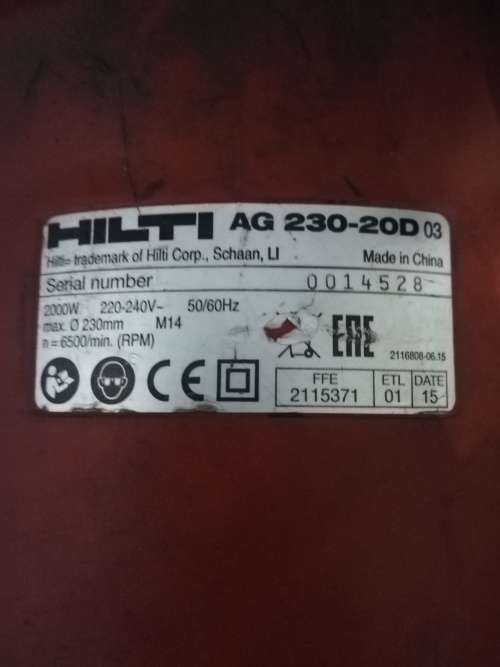 HILTI AG 230-20D 03
Hilti= trademark of Hilti Corp., Schaan, LI Made in China
Serial number 0014528
2000W 220-240V~ 50/60Hz
max. Ø 230mm M14
n = 6500/min. (RPM)
EAC
2116808-06.15
CE
FFE ETL DATE
2115371 01 15